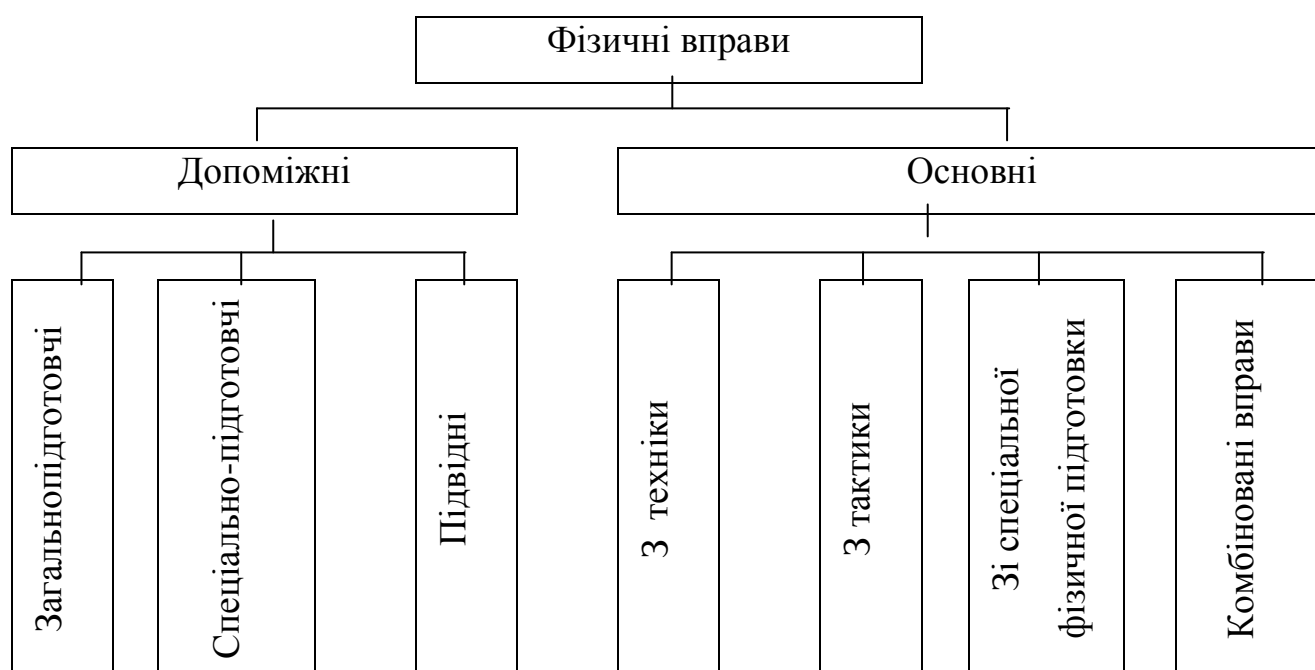 Фізичні вправи
Допоміжні
Основні
Загальнопідготовчі
Спеціально-підготовчі
Підвідні
З техніки
З тактики
Зі спеціальної
фізичної підготовки
Комбіновані вправи